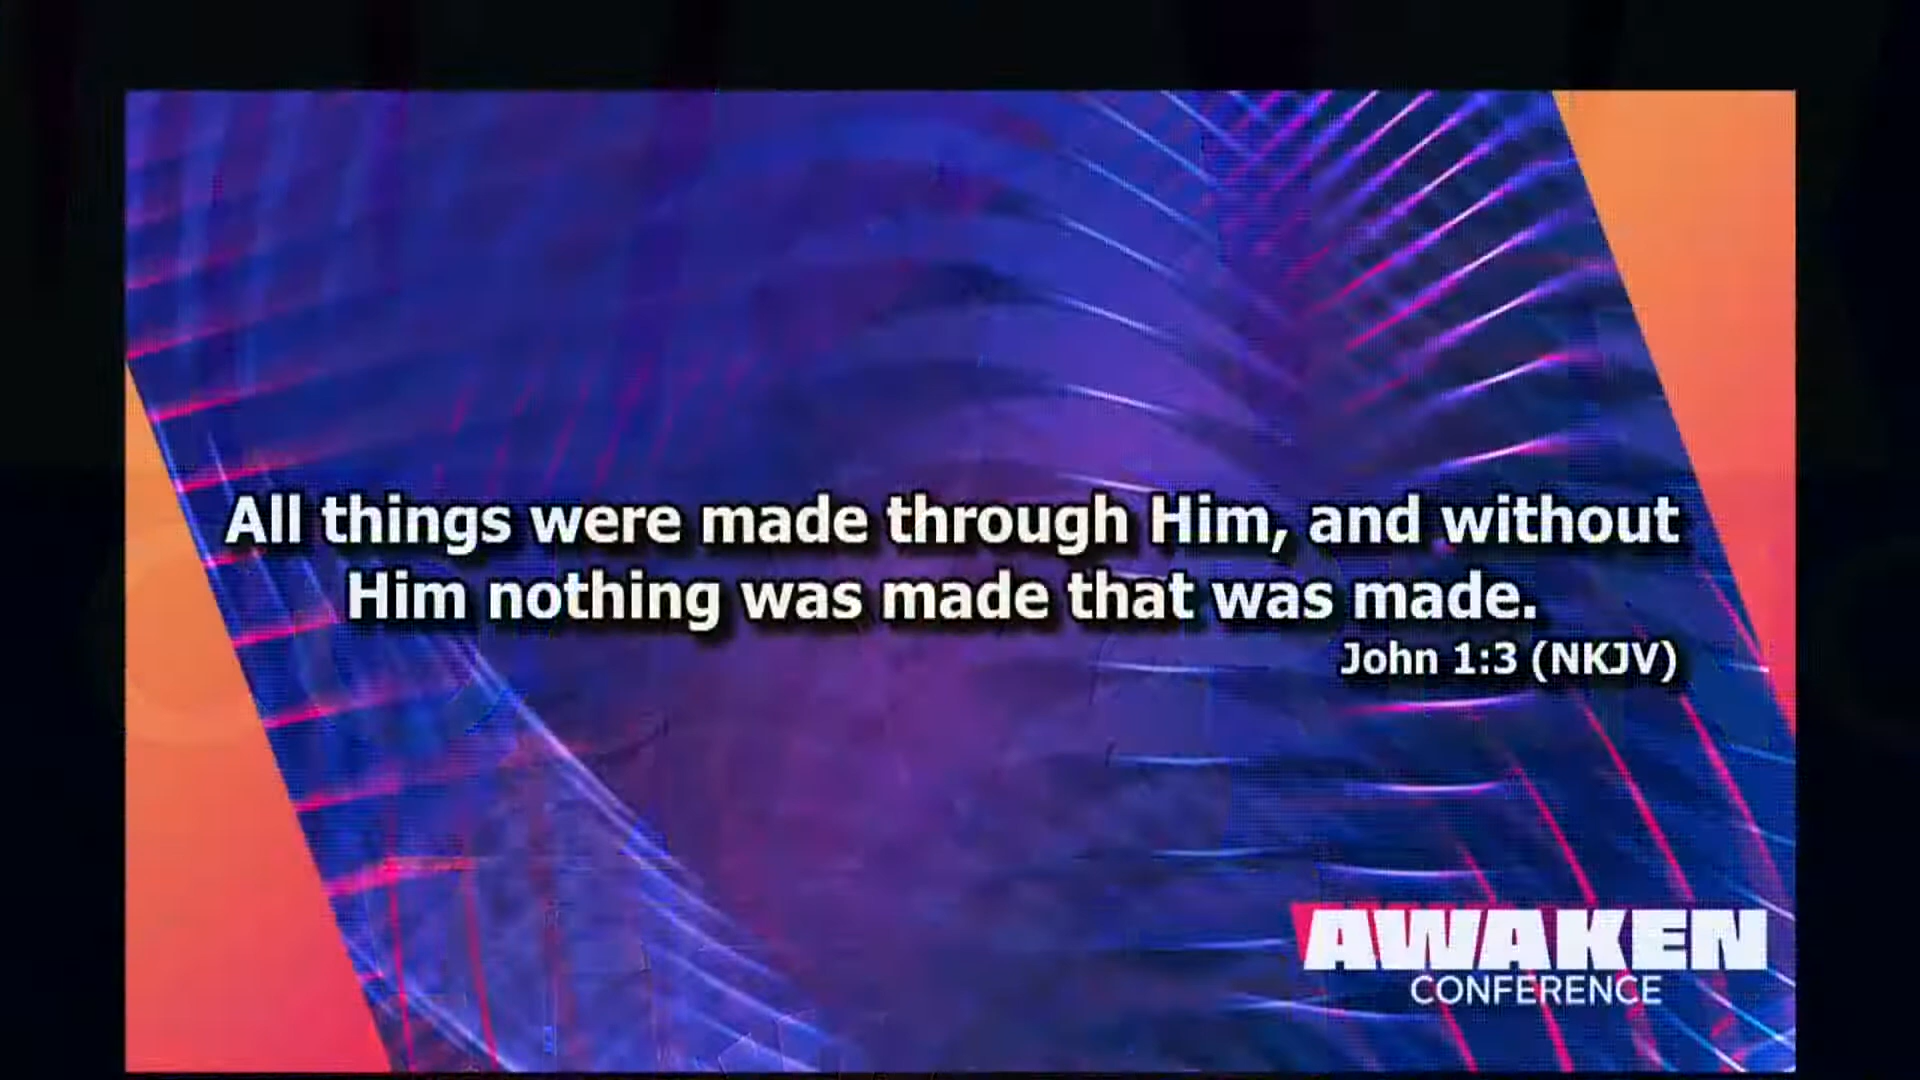 All things were made through Him, and without
Him nothing was made that was made.
John 1:3 (NKJV)
AWAKEN
CONFERENCE